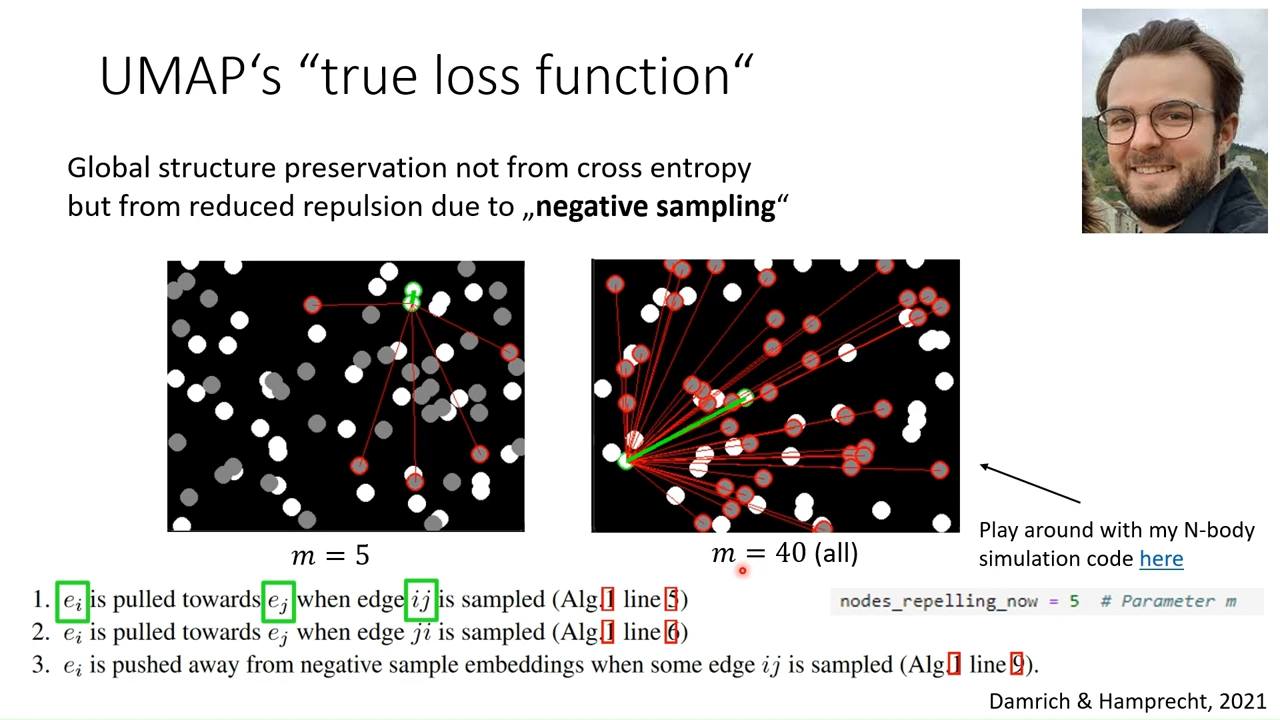 UMAP‘s “true loss function“
Global structure preservation not from cross entropy
but from reduced repulsion due to „negative sampling“
m = 5
m = 40 (all)
Play around with my N-body
simulation code here
1. e_i is pulled towards e_j when edge ij is sampled (Alg. 1 line 5)
nodes_repelling_now = 5 # Parameter m
2. e_i is pulled towards e_j when edge ji is sampled (Alg. 1 line 6)
3. e_i is pushed away from negative sample embeddings when some edge ij is sampled (Alg. 1 line 9).
Damrich & Hamprecht, 2021